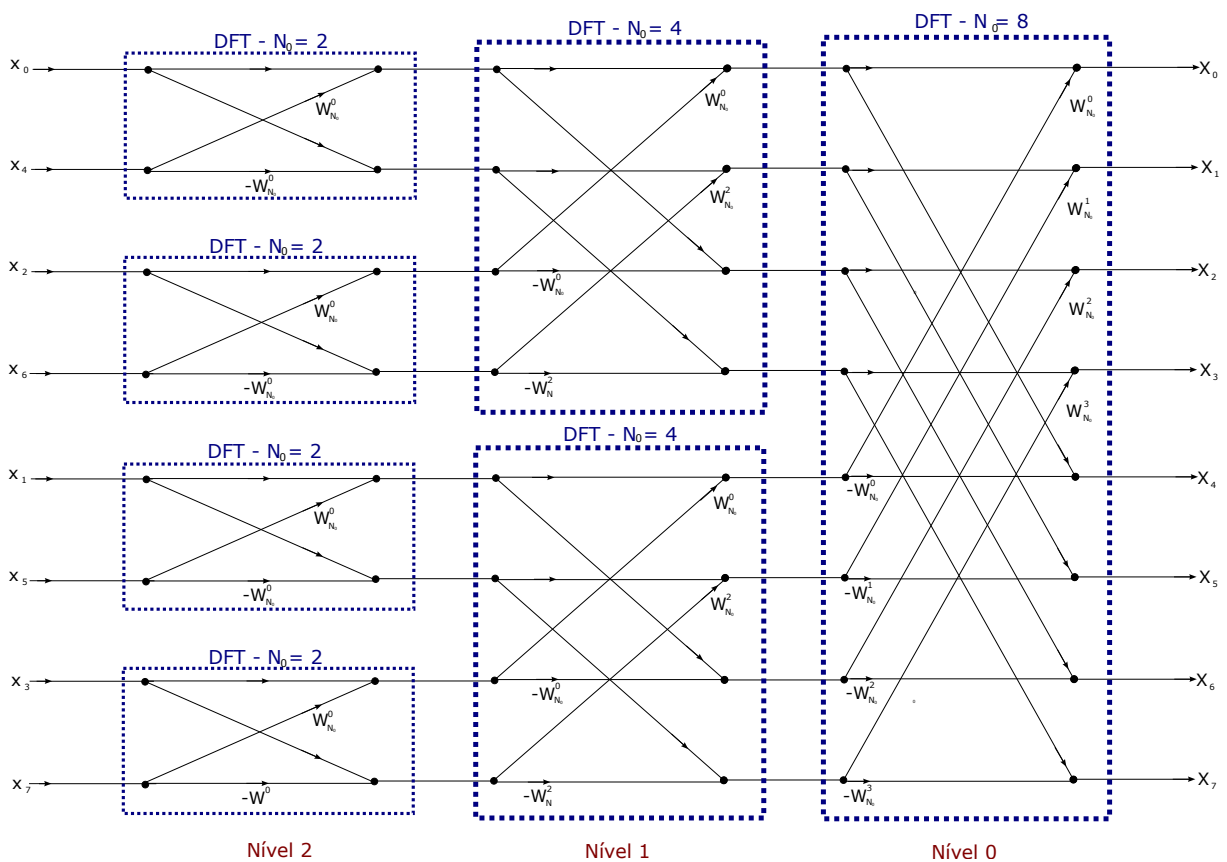 DFT - N₀= 2
DFT - N₀= 4
DFT - N₀= 8
x₀
W⁰N₀
W⁰N₀
W⁰N₀
X₀
x₄
-W⁰N₀
W²N₀
W¹N₀
X₁
DFT - N₀= 2
x₂
W⁰N₀
-W⁰N₀
W²N₀
X₂
x₆
-W⁰N₀
-W²N
W³N₀
X₃
DFT - N₀= 2
DFT - N₀= 4
x₁
W⁰N₀
W⁰N₀
-W⁰N₀
X₄
x₅
-W⁰N₀
W²N₀
-W¹N₀
X₅
DFT - N₀= 2
x₃
W⁰N₀
-W⁰N₀
-W²N₀
X₆
x₇
-W⁰
-W²N
-W³N₀
X₇
Nível 2
Nível 1
Nível 0